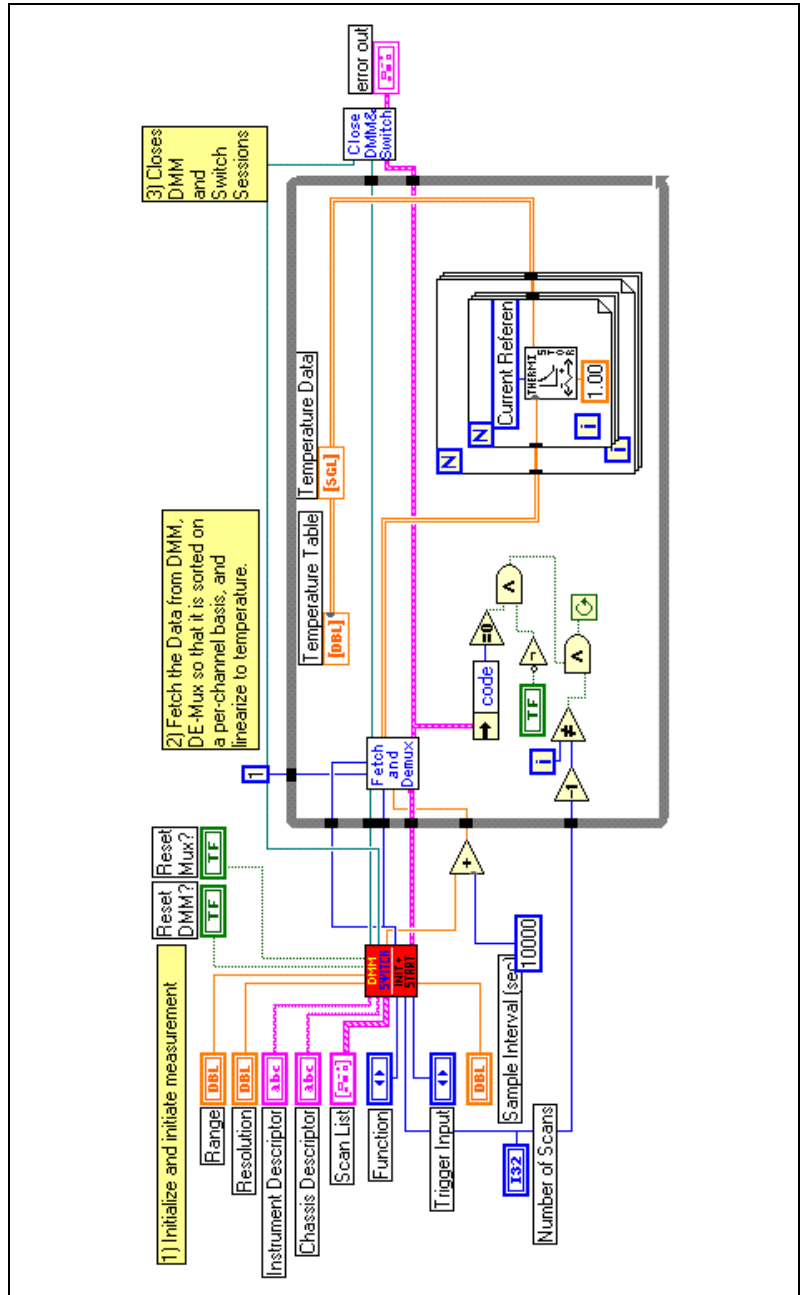 1) Initialize and initiate measurement
Reset
DMM?
TF
Reset
Mux?
TF
Range
DBL
Resolution
DBL
Instrument Descriptor
abc
Chassis Descriptor
abc
Scan List
Function
Trigger Input
DBL
Sample Interval (sec)
10000
I32
Number of Scans
DMM
SWITCH
INIT+
START
+
2) Fetch the Data from DMM,
DE-Mux so that it is sorted on
a per-channel basis, and
linearize to temperature.
1
Fetch
and
Demux
Temperature Table
[DBL]
Temperature Data
[SGL]
code
=0
TF
¬
∧
∧
i
≠
-1
N
N
Current Referen
THERMI
STOR
1.00
i
i
3) Closes
DMM
and
Switch
Sessions
Close
DMM&
Switch
error out